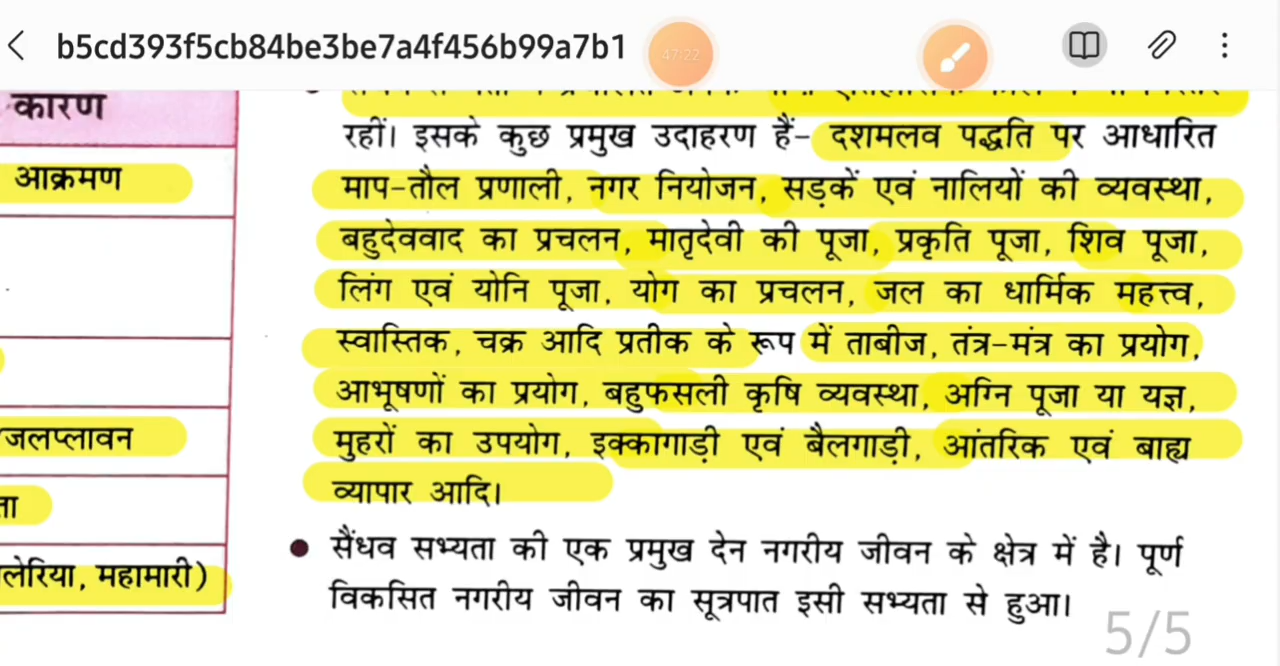 b5cd393f5cb84be3be7a4f456b99a7b1
47:22
कारण
आक्रमण
जलप्लावन
ता
लेरिया, महामारी)
रहीं। इसके कुछ प्रमुख उदाहरण हैं- दशमलव पद्धति पर आधारित
माप-तौल प्रणाली, नगर नियोजन, सड़कें एवं नालियों की व्यवस्था,
बहुदेववाद का प्रचलन, मातृदेवी की पूजा, प्रकृति पूजा, शिव पूजा,
लिंग एवं योनि पूजा, योग का प्रचलन, जल का धार्मिक महत्त्व,
स्वास्तिक, चक्र आदि प्रतीक के रूप में ताबीज, तंत्र-मंत्र का प्रयोग,
आभूषणों का प्रयोग, बहुफसली कृषि व्यवस्था, अग्नि पूजा या यज्ञ,
मुहरों का उपयोग, इक्कागाड़ी एवं बैलगाड़ी, आंतरिक एवं बाह्य
व्यापार आदि।
● सैंधव सभ्यता की एक प्रमुख देन नगरीय जीवन के क्षेत्र में है। पूर्ण
विकसित नगरीय जीवन का सूत्रपात इसी सभ्यता से हुआ।
5/5